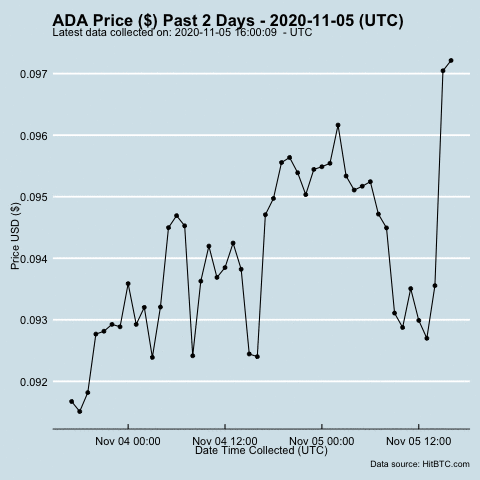 ADA Price ($) Past 2 Days - 2020-11-05 (UTC)
Latest data collected on: 2020-11-05 16:00:09 - UTC
0.097
0.096
0.095
0.094
0.093
0.092
Price USD ($)
Nov 04 00:00 Nov 04 12:00 Nov 05 00:00 Nov 05 12:00
Date Time Collected (UTC)
Data source: HitBTC.com